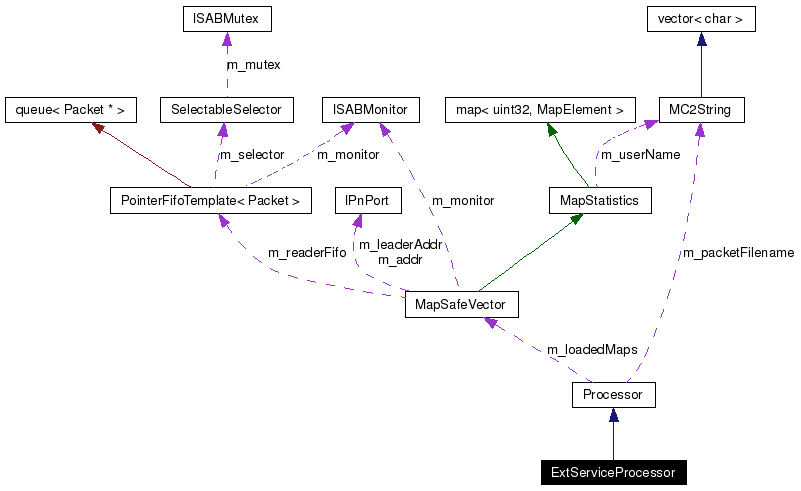 ISABMutex
vector< char >
m_mutex
queue< Packet * >
SelectableSelector
ISABMonitor
map< uint32, MapElement >
MC2String
m_selector
m_monitor
m_userName
PointerFifoTemplate< Packet >
IPnPort
m_monitor
MapStatistics
m_readerFifo
m_leaderAddr
m_addr
m_packetFilename
MapSafeVector
m_loadedMaps
Processor
ExtServiceProcessor